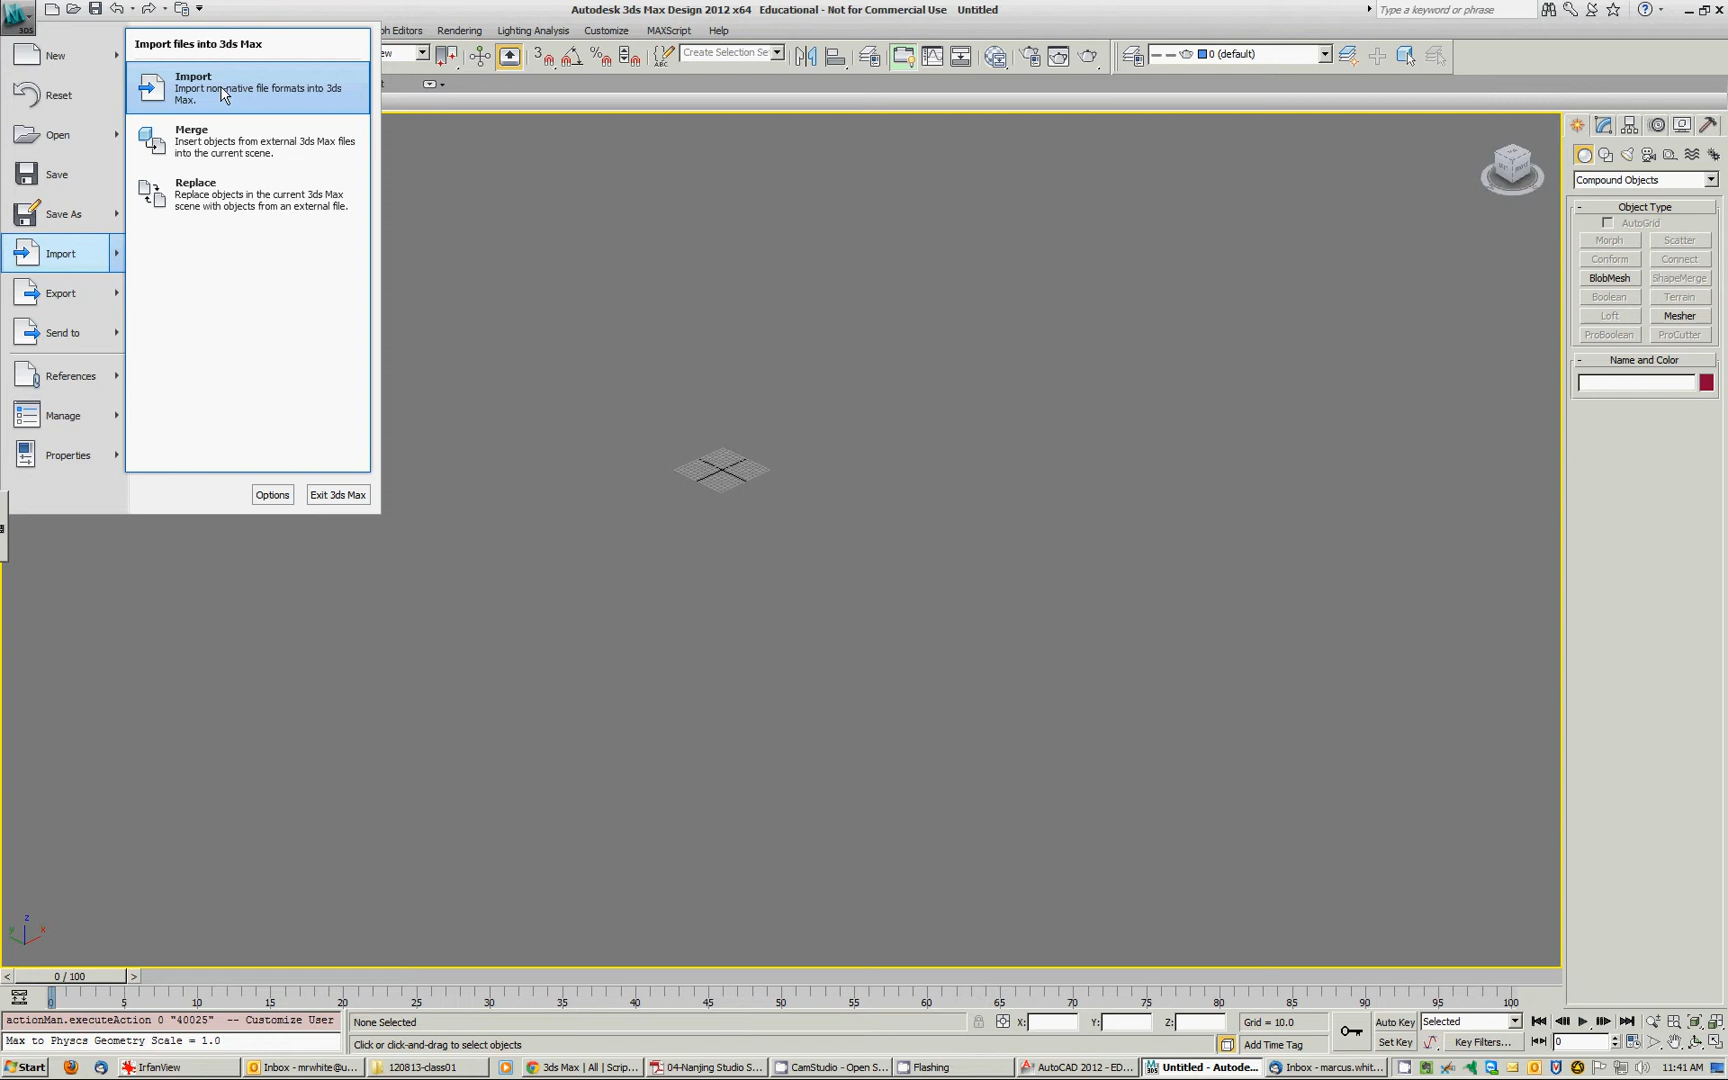 Autodesk 3ds Max Design 2012 x64 Educational - Not for Commercial Use Untitled
Type a keyword or phrase
ph Editors Rendering Lighting Analysis Customize MAXScript Help
Create Selection Se
0 (default)
New
Reset
Open
Save
Save As
Import
Export
Send to
References
Manage
Properties
Import files into 3ds Max
Import
Import non-native file formats into 3ds
Max.
Merge
Insert objects from external 3ds Max files
into the current scene.
Replace
Replace objects in the current 3ds Max
scene with objects from an external file.
Options Exit 3ds Max
Compound Objects
Object Type
AutoGrid
Morph Scatter
Conform Connect
BlobMesh ShapeMerge
Boolean Terrain
Loft Mesher
ProBoolean ProCutter
Name and Color
z
y x
< 0 / 100 >
0 5 10 15 20 25 30 35 40 45 50 55 60 65 70 75 80 85 90 95 100
actionMan.executeAction 0 "40025" -- Customize User
Max to Physcs Geometry Scale = 1.0
None Selected
Click or click-and-drag to select objects
X: Y: Z: Grid = 10.0
Add Time Tag
Auto Key Selected
Set Key Key Filters...
0
Start IrfanView Inbox - mrwhite@u... 120813-class01 3ds Max | All | Scrip... 04-Nanjing Studio S... CamStudio - Open S... Flashing AutoCAD 2012 - ED... Untitled - Autode... Inbox - marcus.whit... 11:41 AM